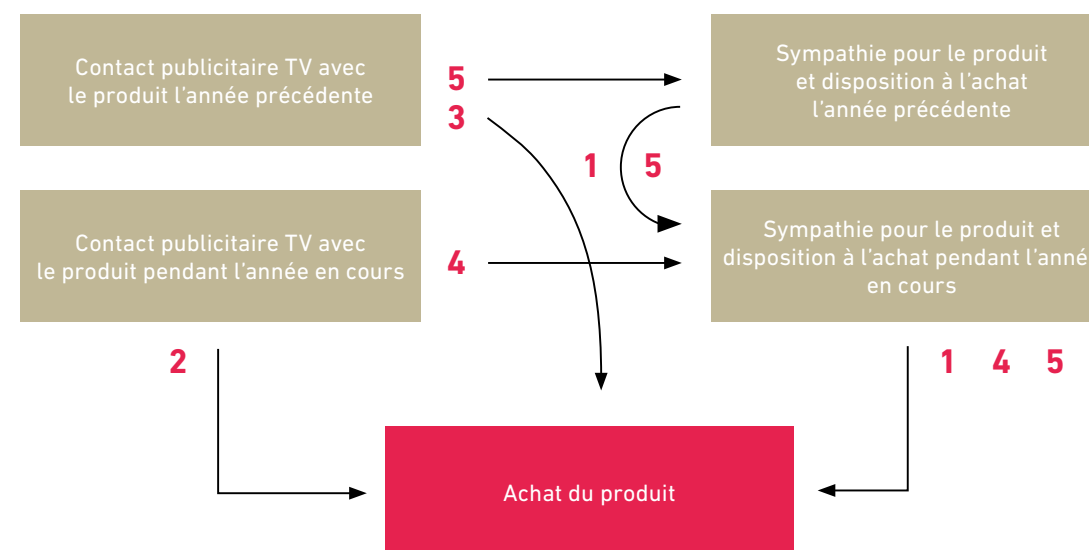 Contact publicitaire TV avec
le produit l'année précédente
5
3
Sympathie pour le produit
et disposition à l'achat
l'année précédente
1 5
Contact publicitaire TV avec
le produit pendant l'année en cours
4
Sympathie pour le produit et
disposition à l'achat pendant l'anné
en cours
2
1 4 5
Achat du produit